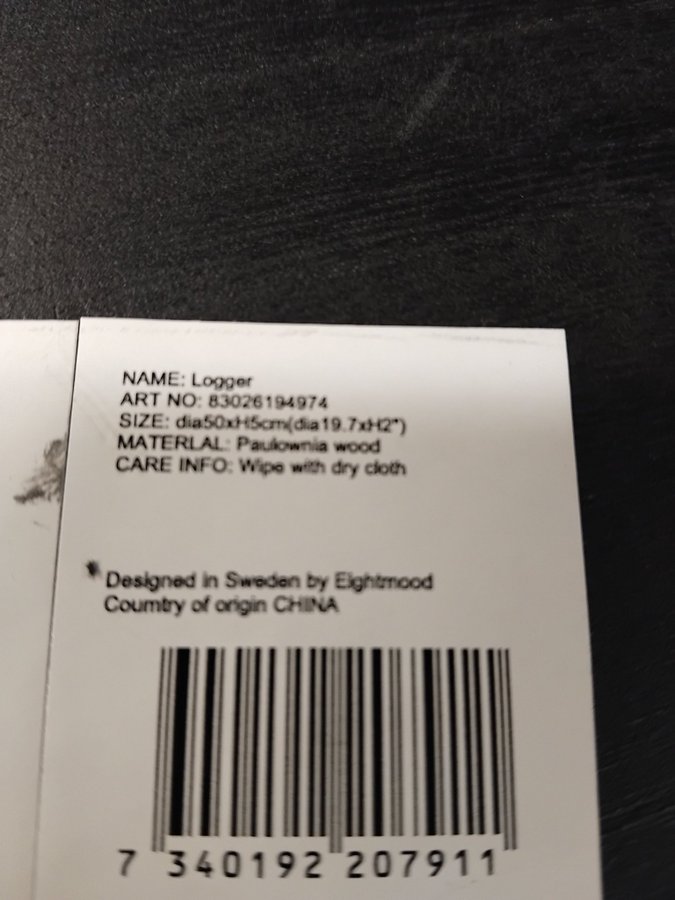 NAME: Logger
ART NO: 83026194974
SIZE: dia50xH5cm(dia19.7xH2")
MATERLAL: Paulownia wood
CARE INFO: Wipe with dry cloth
Designed in Sweden by Eightmood
Coumtry of origin CHINA
7 340192 207911